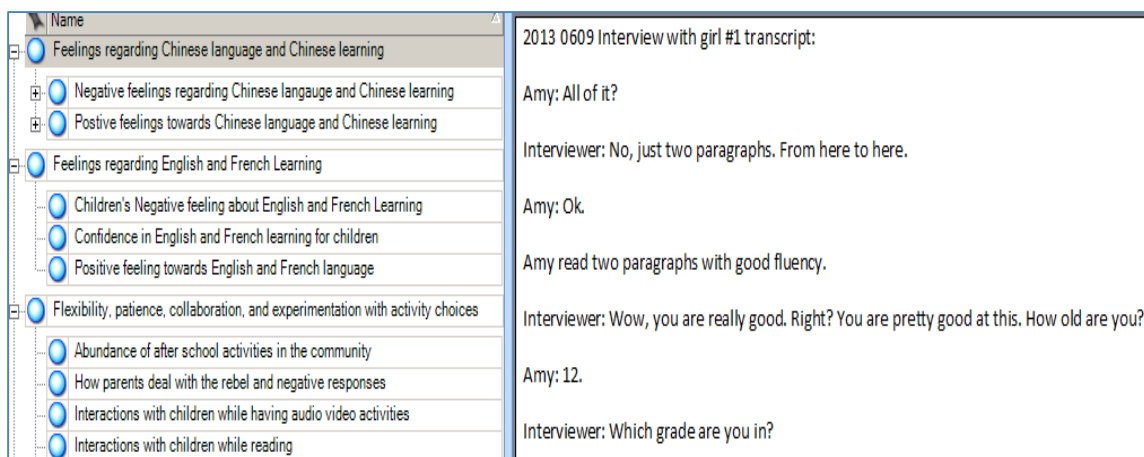 Name
Feelings regarding Chinese language and Chinese learning
Negative feelings regarding Chinese langauge and Chinese learning
Postive feelings towards Chinese language and Chinese learning
Feelings regarding English and French Learning
Children's Negative feeling about English and French Learning
Confidence in English and French learning for children
Positive feeling towards English and French language
Flexibility, patience, collaboration, and experimentation with activity choices
Abundance of after school activities in the community
How parents deal with the rebel and negative responses
Interactions with children while having audio video activities
Interactions with children while reading
2013 0609 Interview with girl #1 transcript:
Amy: All of it?
Interviewer: No, just two paragraphs. From here to here.
Amy: Ok.
Amy read two paragraphs with good fluency.
Interviewer: Wow, you are really good. Right? You are pretty good at this. How old are you?
Amy: 12.
Interviewer: Which grade are you in?